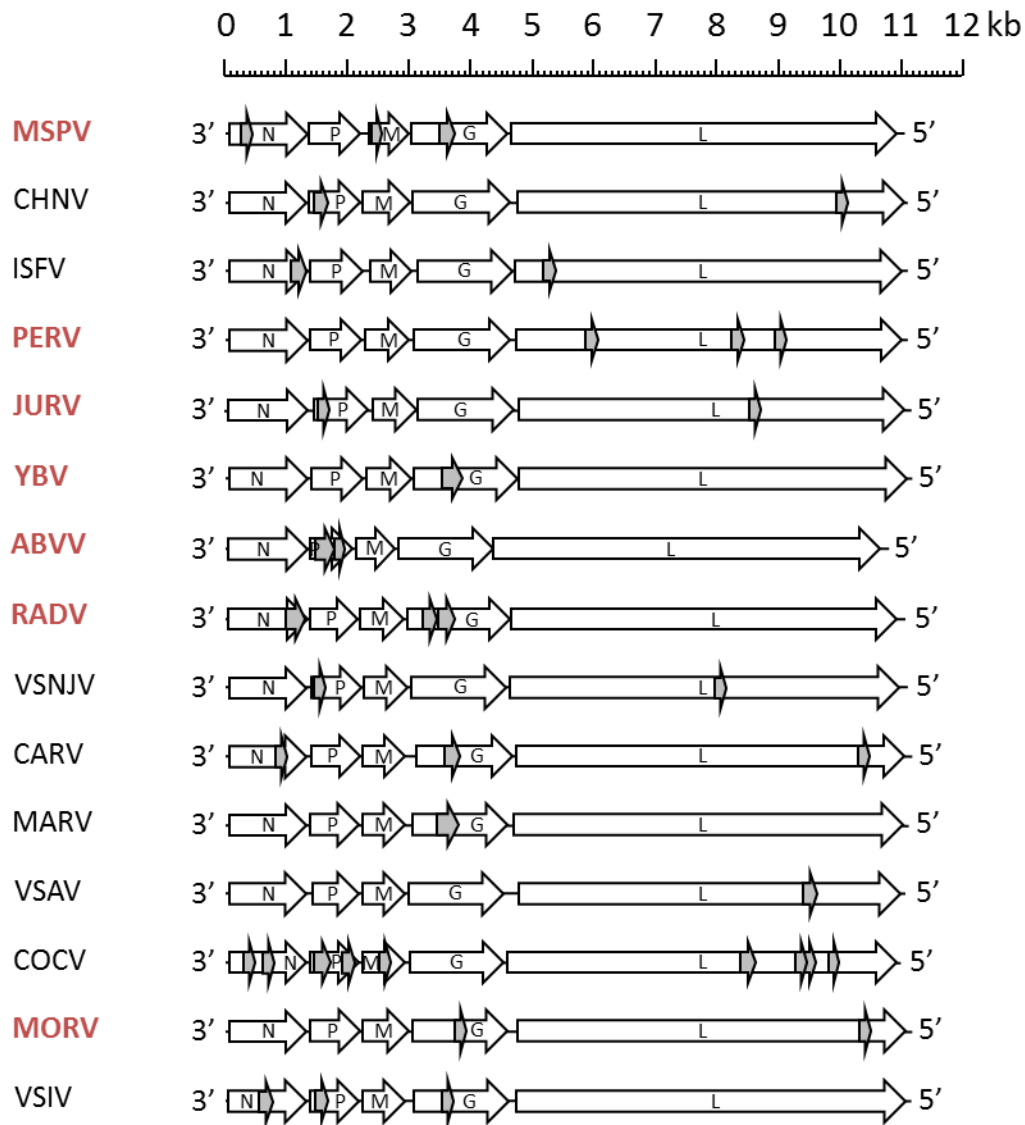 0 1 2 3 4 5 6 7 8 9 10 11 12 kb
MSPV 3’ N P M G L 5’
CHNV 3’ N P M G L 5’
ISFV 3’ N P M G L 5’
PERV 3’ N P M G L 5’
JURV 3’ N P M G L 5’
YBV 3’ N P M G L 5’
ABVV 3’ N P M G L 5’
RADV 3’ N P M G L 5’
VSNJV 3’ N P M G L 5’
CARV 3’ N P M G L 5’
MARV 3’ N P M G L 5’
VSAV 3’ N P M G L 5’
COCV 3’ N P M G L 5’
MORV 3’ N P M G L 5’
VSIV 3’ N P M G L 5’